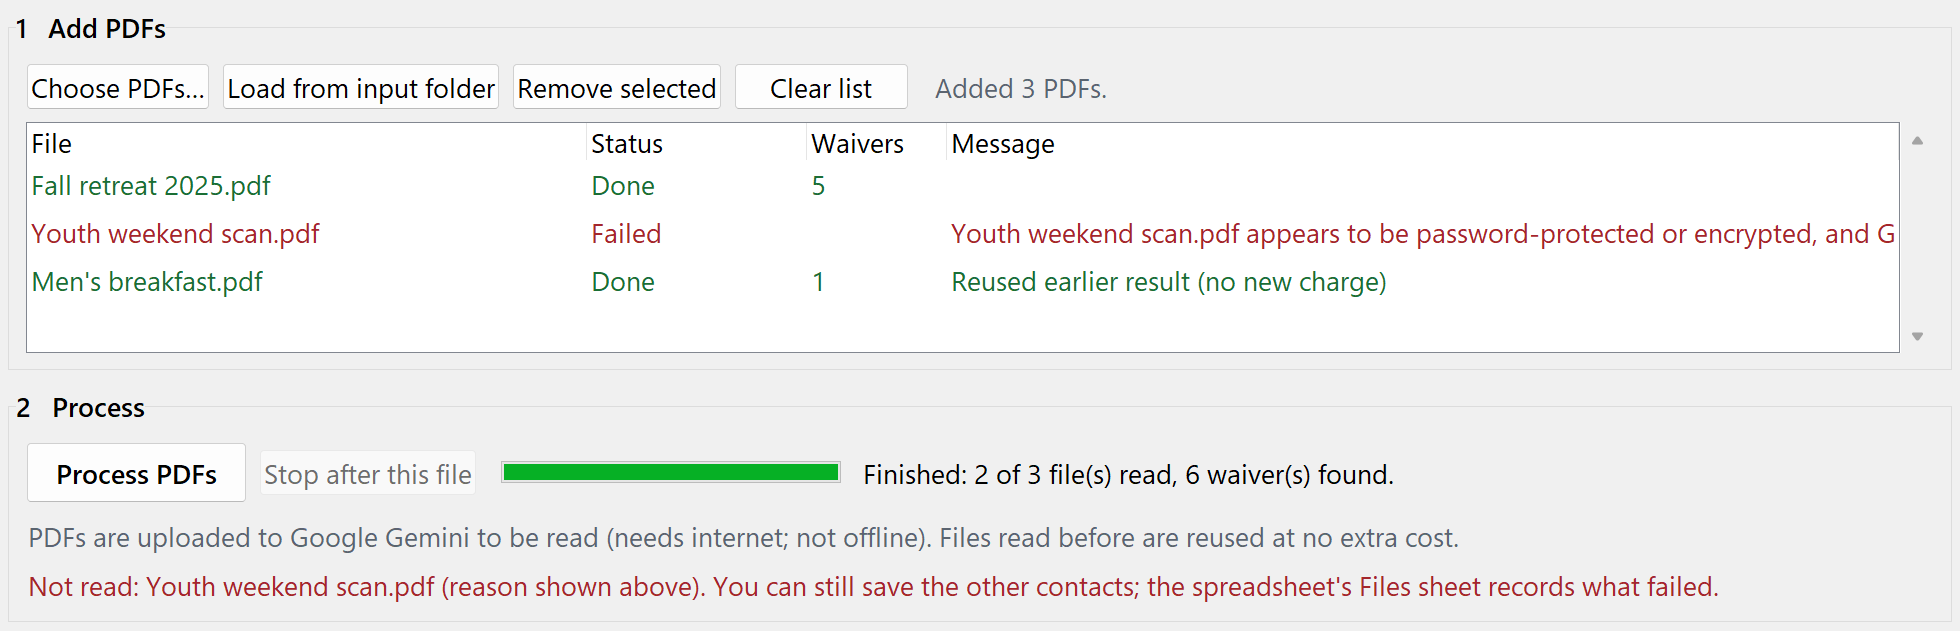 1 Add PDFs
Choose PDFs... Load from input folder Remove selected Clear list Added 3 PDFs.
File Status Waivers Message
Fall retreat 2025.pdf Done 5
Youth weekend scan.pdf Failed Youth weekend scan.pdf appears to be password-protected or encrypted, and G
Men's breakfast.pdf Done 1 Reused earlier result (no new charge)
2 Process
Process PDFs Stop after this file Finished: 2 of 3 file(s) read, 6 waiver(s) found.
PDFs are uploaded to Google Gemini to be read (needs internet; not offline). Files read before are reused at no extra cost.
Not read: Youth weekend scan.pdf (reason shown above). You can still save the other contacts; the spreadsheet's Files sheet records what failed.